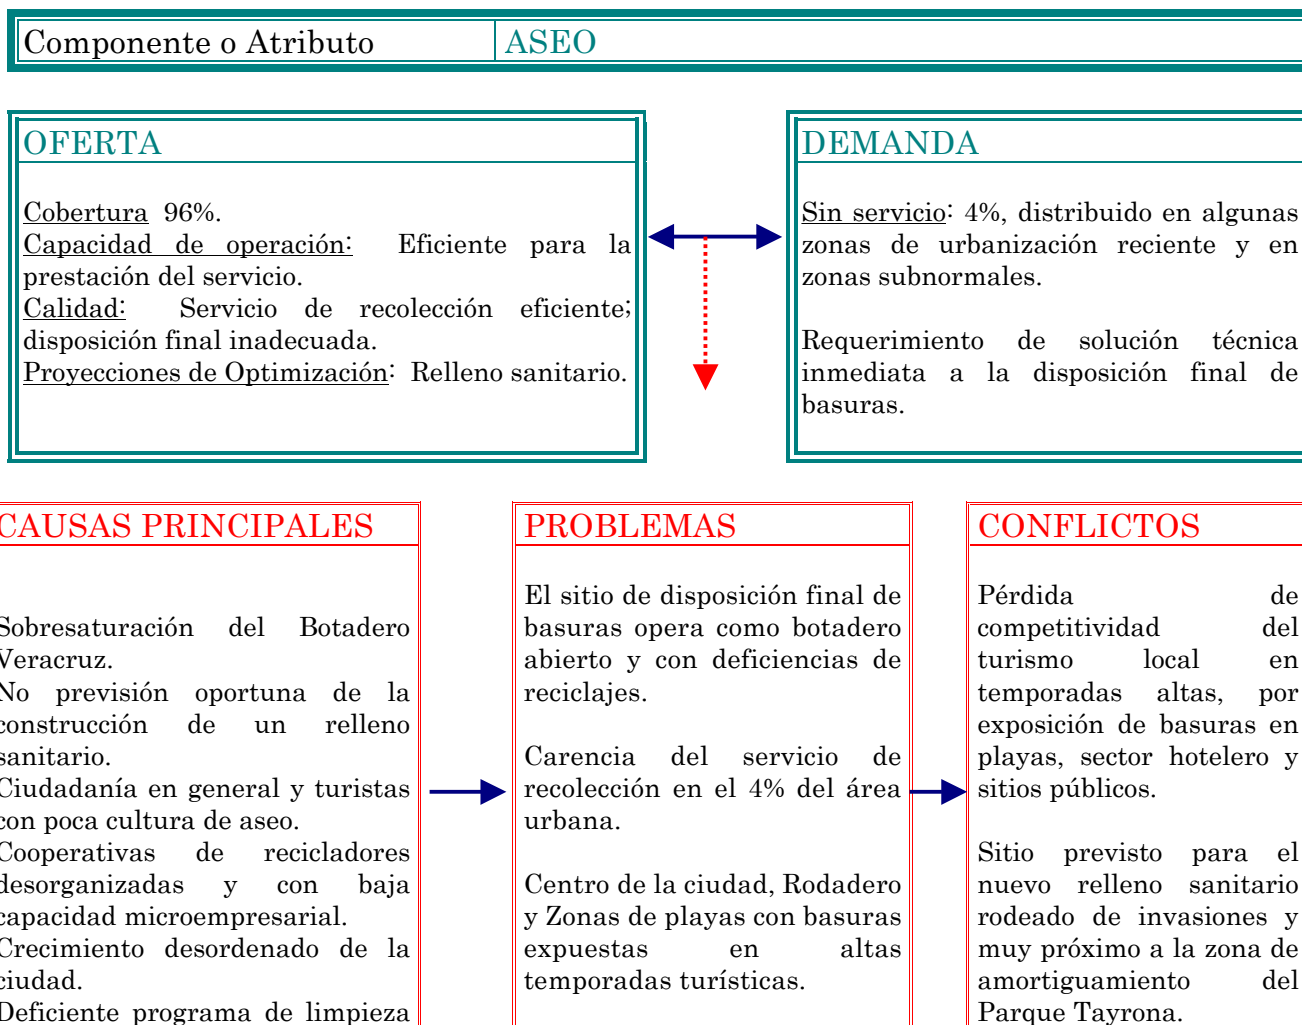 Componente o Atributo ASEO
OFERTA
Cobertura 96%.
Capacidad de operación: Eficiente para la
prestación del servicio.
Calidad: Servicio de recolección eficiente;
disposición final inadecuada.
Proyecciones de Optimización: Relleno sanitario.
DEMANDA
Sin servicio: 4%, distribuido en algunas
zonas de urbanización reciente y en
zonas subnormales.
Requerimiento de solución técnica
inmediata a la disposición final de
basuras.
CAUSAS PRINCIPALES
Sobresaturación del Botadero
Veracruz.
No previsión oportuna de la
construcción de un relleno
sanitario.
Ciudadanía en general y turistas
con poca cultura de aseo.
Cooperativas de recicladores
desorganizadas y con baja
capacidad microempresarial.
Crecimiento desordenado de la
ciudad.
Deficiente programa de limpieza
PROBLEMAS
El sitio de disposición final de
basuras opera como botadero
abierto y con deficiencias de
reciclajes.
Carencia del servicio de
recolección en el 4% del área
urbana.
Centro de la ciudad, Rodadero
y Zonas de playas con basuras
expuestas en altas
temporadas turísticas.
CONFLICTOS
Pérdida de
competitividad del
turismo local en
temporadas altas, por
exposición de basuras en
playas, sector hotelero y
sitios públicos.
Sitio previsto para el
nuevo relleno sanitario
rodeado de invasiones y
muy próximo a la zona de
amortiguamiento del
Parque Tayrona.